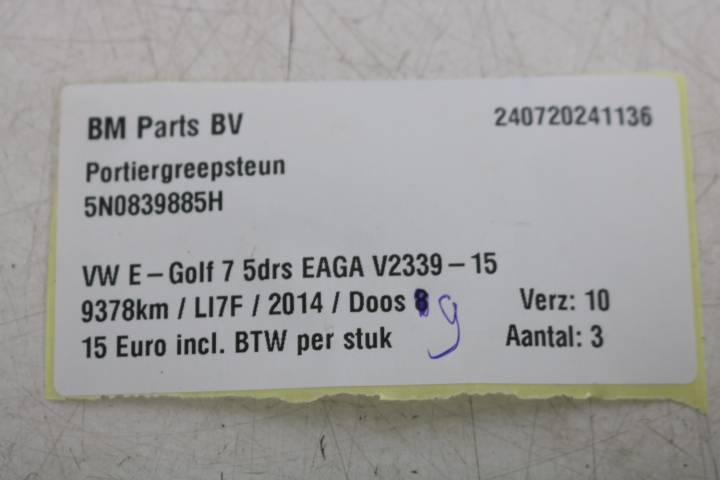 BM Parts BV 240720241136
Portiergreepsteun
5N0839885H
VW E-Golf 7 5drs EAGA V2339-15
9378km / LI7F / 2014 / Doos 8 9 Verz: 10
15 Euro incl. BTW per stuk Aantal: 3